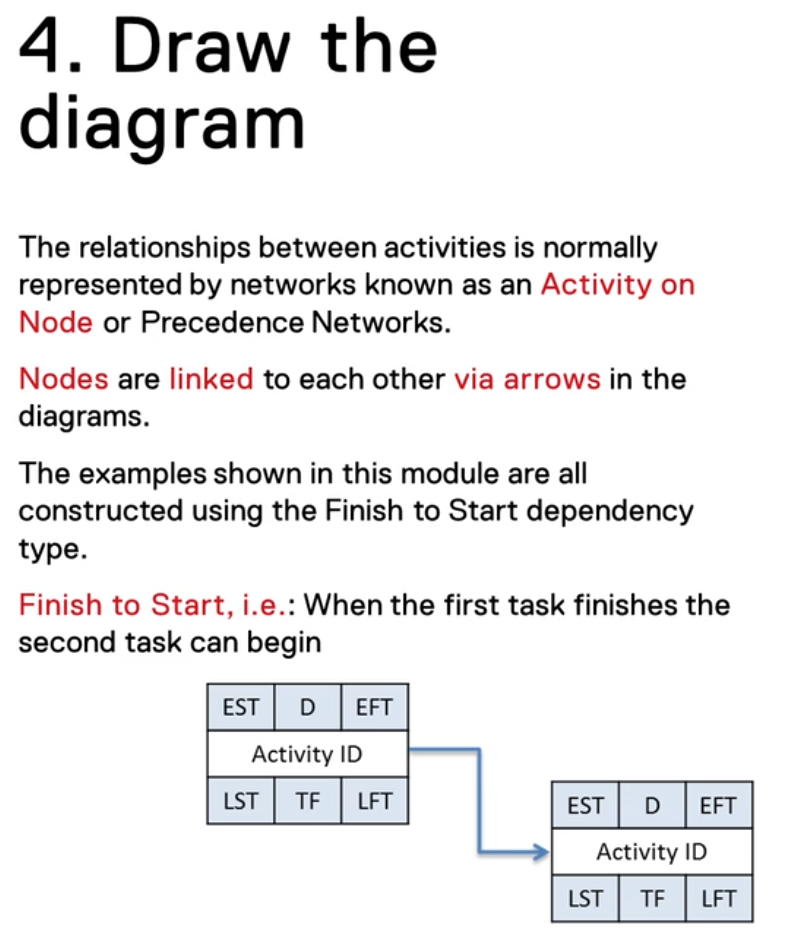 4. Draw the
diagram
The relationships between activities is normally
represented by networks known as an Activity on
Node or Precedence Networks.
Nodes are linked to each other via arrows in the
diagrams.
The examples shown in this module are all
constructed using the Finish to Start dependency
type.
Finish to Start, i.e.: When the first task finishes the
second task can begin
EST D EFT
Activity ID
LST TF LFT
EST D EFT
Activity ID
LST TF LFT